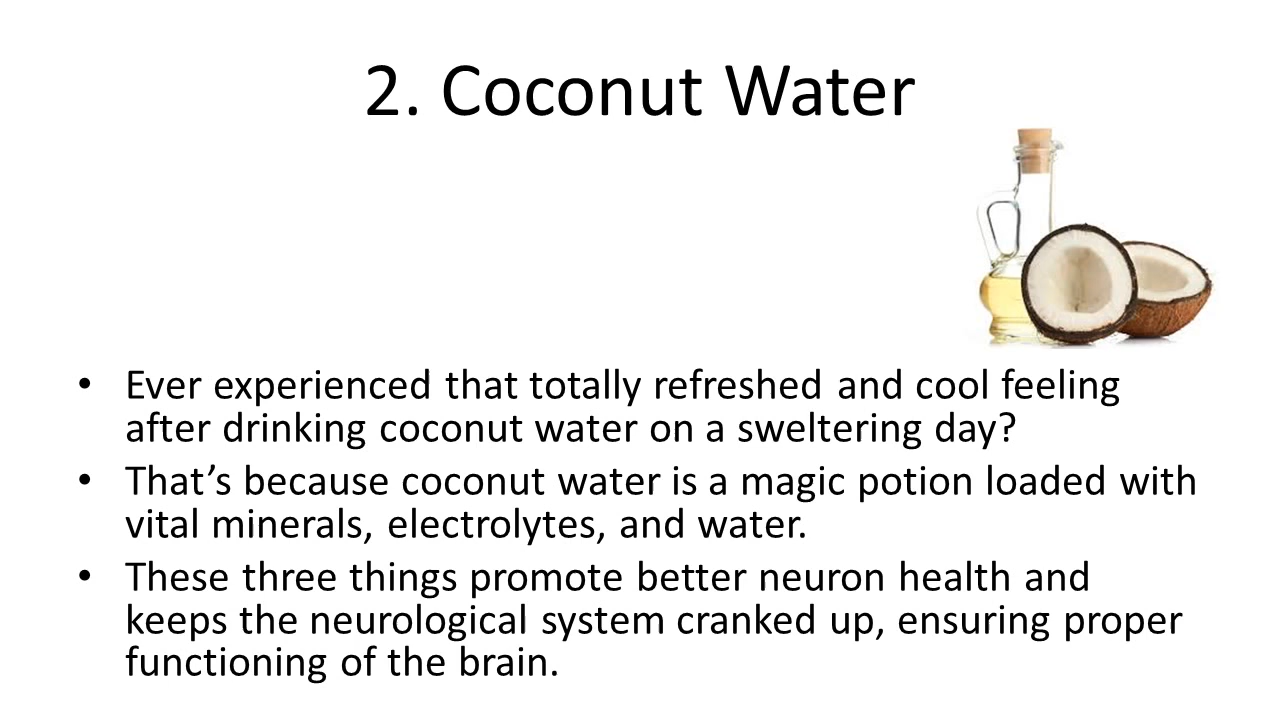 2. Coconut Water
• Ever experienced that totally refreshed and cool feeling
after drinking coconut water on a sweltering day?
• That’s because coconut water is a magic potion loaded with
vital minerals, electrolytes, and water.
• These three things promote better neuron health and
keeps the neurological system cranked up, ensuring proper
functioning of the brain.